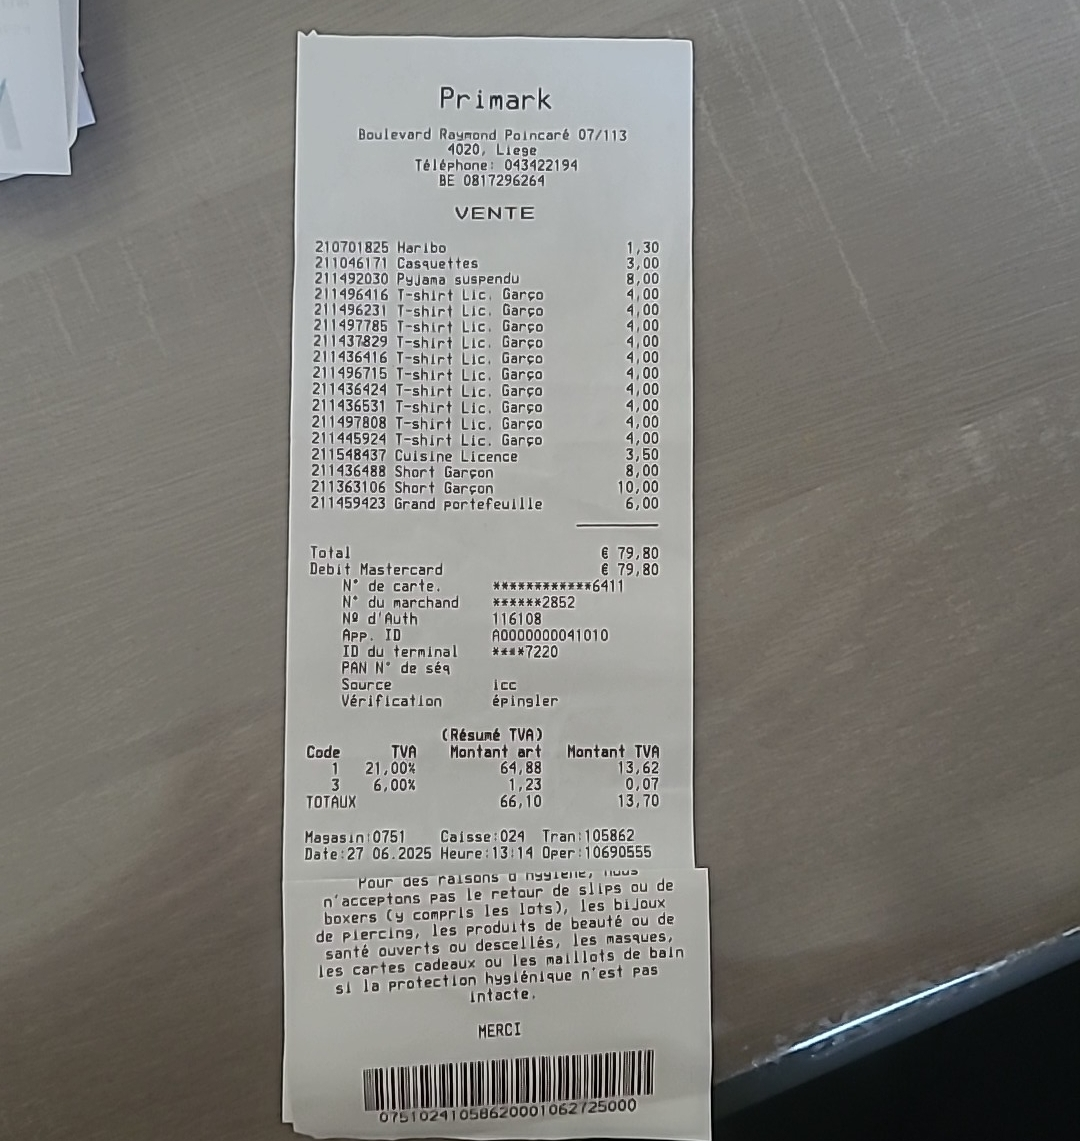 Primark
Boulevard Raymond Poincaré 07/113
4020, Liege
Téléphone: 043422194
BE 0817296264
VENTE
210701825 Haribo 1,30
211046171 Casquettes 3,00
211492030 Pyjama suspendu 8,00
211496416 T-shirt Lic. Garço 4,00
211496231 T-shirt Lic. Garço 4,00
211497785 T-shirt Lic. Garço 4,00
211437829 T-shirt Lic. Garço 4,00
211436416 T-shirt Lic. Garço 4,00
211496715 T-shirt Lic. Garço 4,00
211436424 T-shirt Lic. Garço 4,00
211436531 T-shirt Lic. Garço 4,00
211497808 T-shirt Lic. Garço 4,00
211445924 T-shirt Lic. Garço 4,00
211548437 Cuisine Licence 3,50
211436488 Short Garçon 8,00
211363106 Short Garçon 10,00
211459423 Grand portefeuille 6,00
Total € 79,80
Debit Mastercard € 79,80
N° de carte. ************6411
N° du marchand ******2852
Nº d'Auth 116108
App. ID A0000000041010
ID du terminal ****7220
PAN N° de séq
Source icc
Vérification épingler
(Résumé TVA)
Code TVA Montant art Montant TVA
1 21,00% 64,88 13,62
3 6,00% 1,23 0,07
TOTAUX 66,10 13,70
Magasin:0751 Caisse:024 Tran:105862
Date:27 06.2025 Heure:13:14 Oper:10690555
Pour des raisons d'hygiène, nous
n'acceptons pas le retour de slips ou de
boxers (y compris les lots), les bijoux
de piercing, les produits de beauté ou de
santé ouverts ou descellés, les masques,
les cartes cadeaux ou les maillots de bain
si la protection hygiénique n'est pas
intacte.
MERCI
07510241058620001062725000